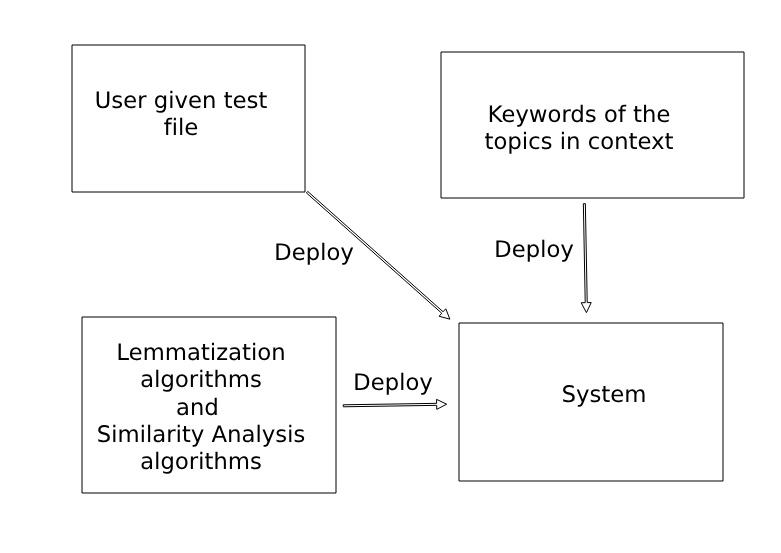 User given test
file
Keywords of the
topics in context
Deploy
Deploy
Lemmatization
algorithms
and
Similarity Analysis
algorithms
Deploy
System